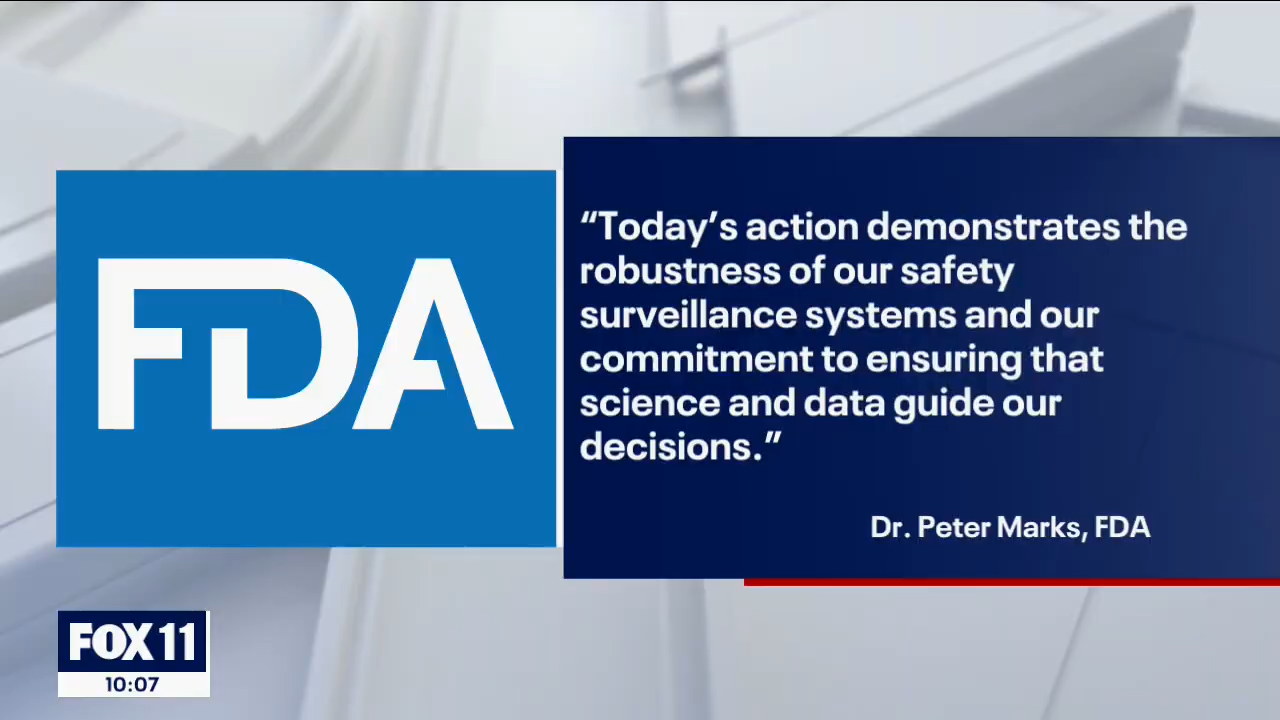 FDA
“Today’s action demonstrates the
robustness of our safety
surveillance systems and our
commitment to ensuring that
science and data guide our
decisions.”
Dr. Peter Marks, FDA
FOX 11
10:07